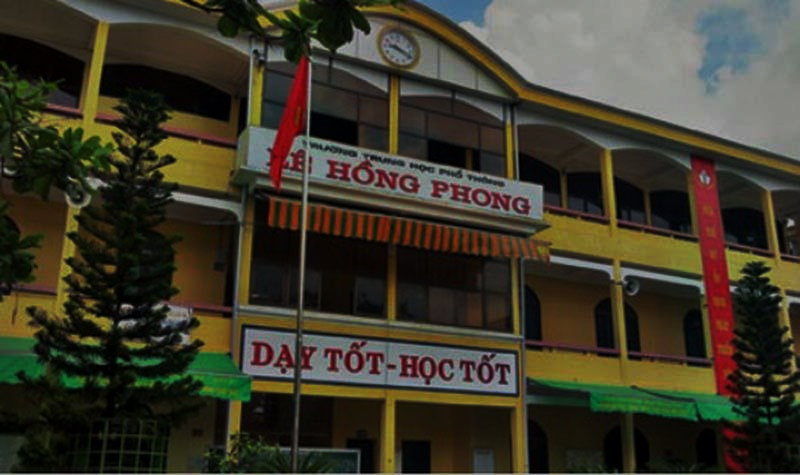 TRƯỜNG TRUNG HỌC PHỔ THÔNG
LÊ HỒNG PHONG
DẠY TỐT - HỌC TỐT